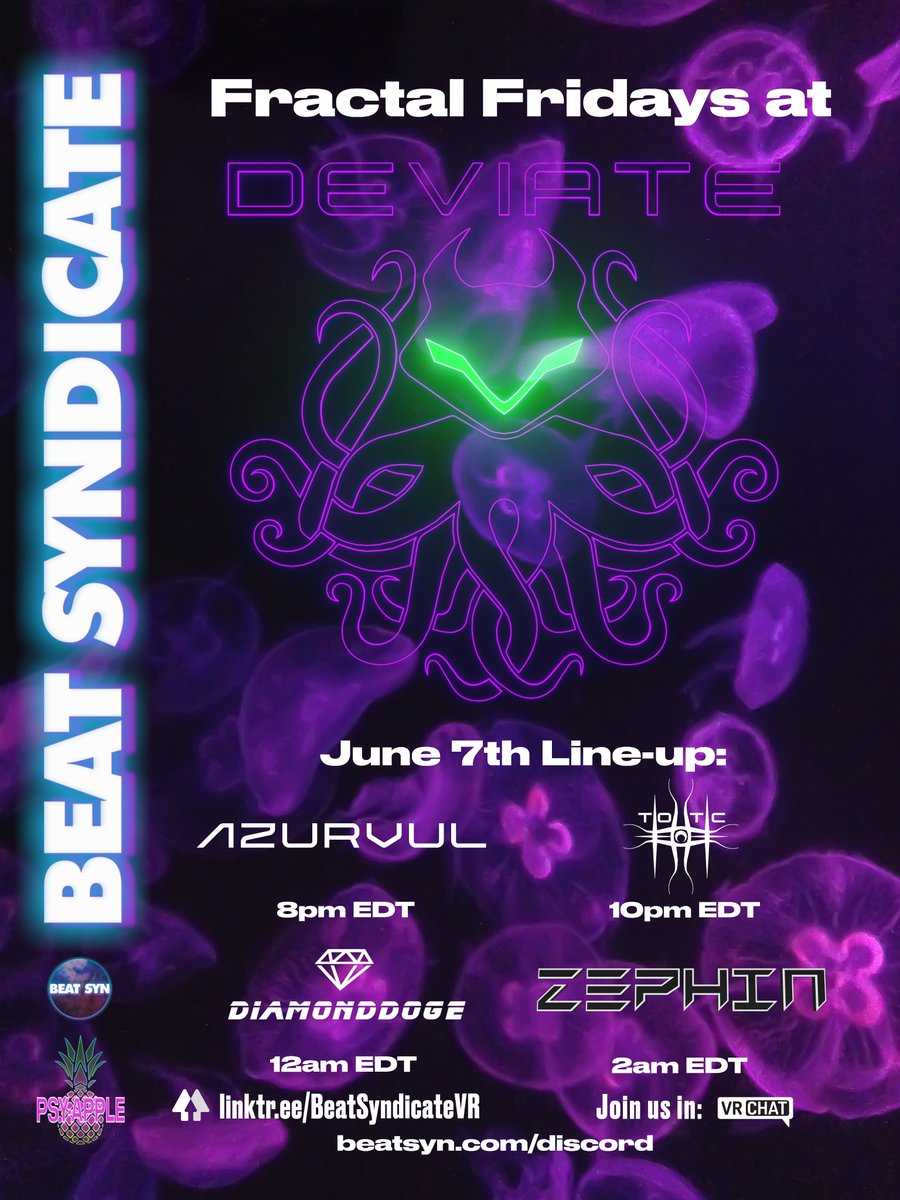 BEAT SYNDICATE
Fractal Fridays at
DEVIATE
June 7th Line-up:
AZURVUL
TOTTC
8pm EDT
10pm EDT
DIAMONDDOGE
ZEPHIN
12am EDT
2am EDT
BEAT SYN
PSYAPPLE
linktr.ee/BeatSyndicateVR
Join us in: VRCHAT
beatsyn.com/discord